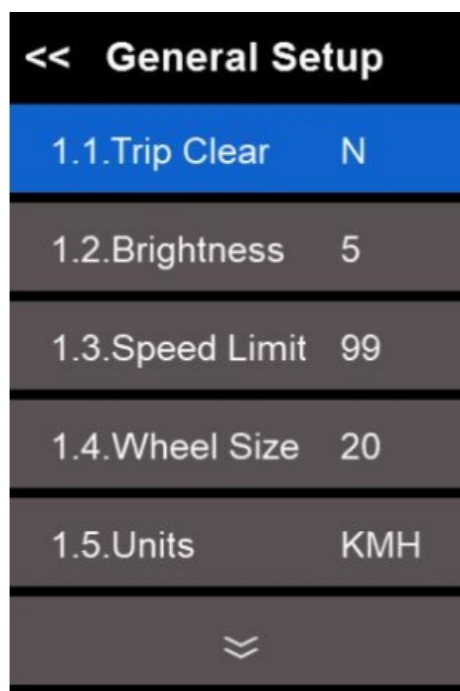 << General Setup
1.1.Trip Clear N
1.2.Brightness 5
1.3.Speed Limit 99
1.4.Wheel Size 20
1.5.Units KMH